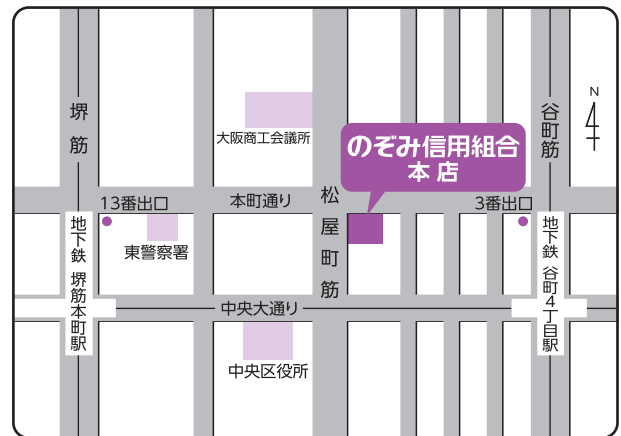 N
堺筋
谷町筋
大阪商工会議所
のぞみ信用組合
本店
松屋町筋
本町通り
13番出口
3番出口
東警察署
地下鉄 堺筋本町駅
地下鉄 谷町4丁目駅
中央大通り
中央区役所